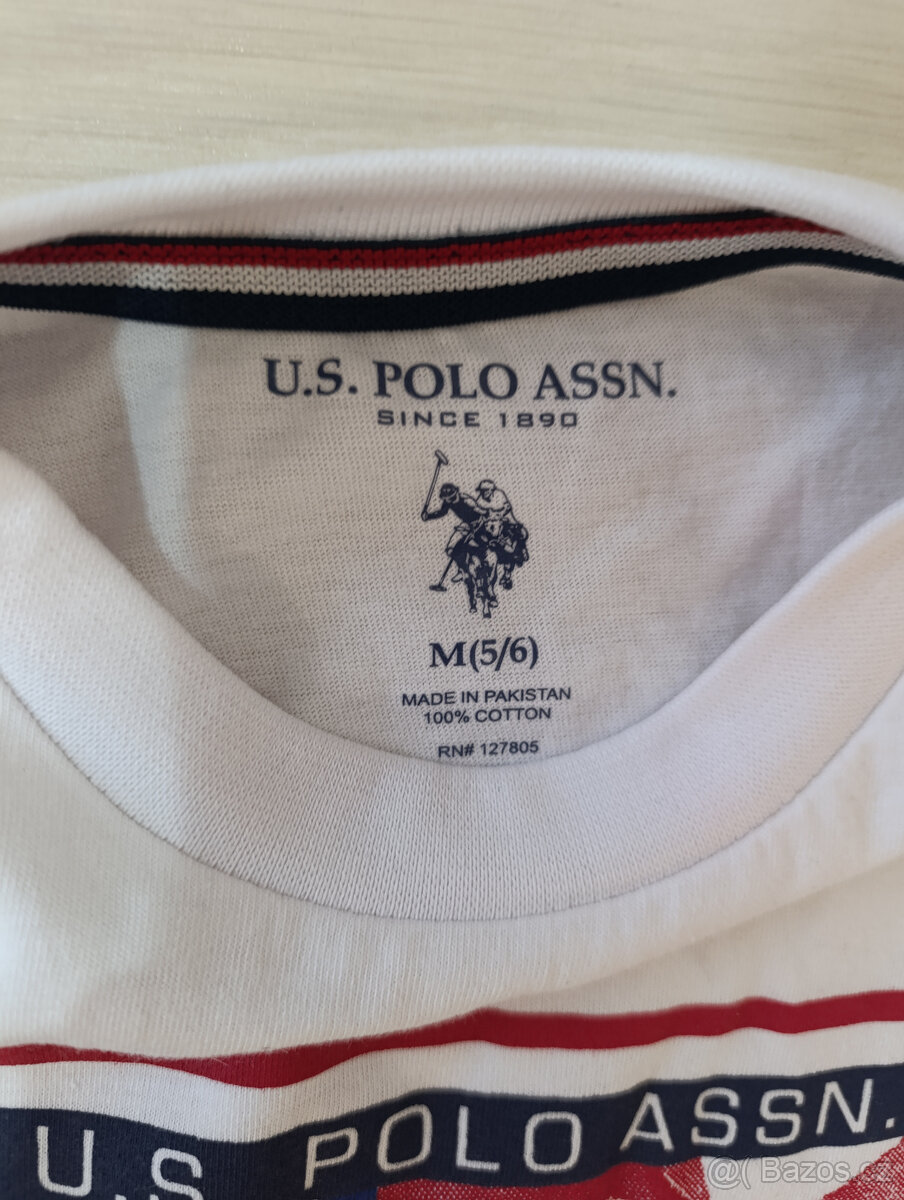 U.S. POLO ASSN.
SINCE 1890
M(5/6)
MADE IN PAKISTAN
100% COTTON
RN# 127805
U.S. POLO ASSN.
@( Bazos.cz